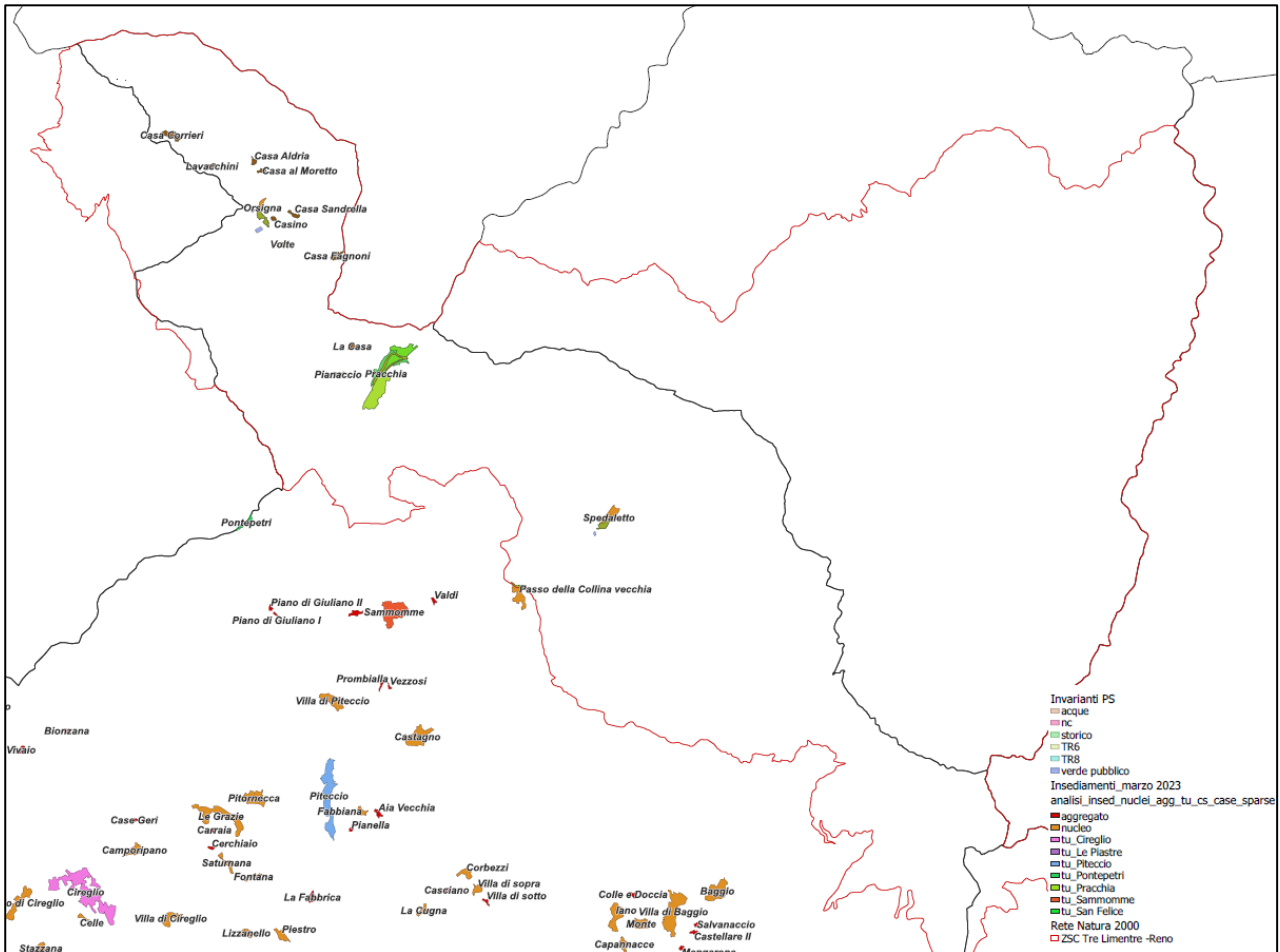 Casa Corrieri
Casa Aldria
Lavacchini
Casa al Moretto
Orsigna
Casa Sandrella
Casino
Volte
Casa Fagnoni
La Casa
Pianaccio Pracchia
Pontepetri
Spedaletto
Passo della Collina vecchia
Piano di Giuliano II
Valdi
Sammomme
Piano di Giuliano I
Prombialla Vezzosi
Villa di Piteccio
Bionzana
Castagno
Vivaio
Pitornecca
Piteccio
Le Grazie
Fabbiana
Aia Vecchia
Case Geri
Carraia
Pianella
Cerchiaio
Camporipano
Saturnana
Fontana
Corbezzi
Cireglio
Casciano
Villa di sopra
Villa di sotto
La Fabbrica
Colle e Doccia
Baggio
o di Cireglio
Celle
Villa di Cireglio
La Cugna
Iano
Villa di Baggio
Monte
Salvanaccio
Castellare II
Lizzanello
Piestro
Capannacce
Stazzana
Invarianti PS
acque
nc
storico
TR6
TR8
verde pubblico
Insediamenti_marzo 2023
analisi_insed_nuclei_agg_tu_cs_case_sparse
aggregato
nucleo
tu_Cireglio
tu_Le Piastre
tu_Piteccio
tu_Pontepetri
tu_Pracchia
tu_Sammomme
tu_San Felice
Rete Natura 2000
ZSC Tre Limentre -Reno